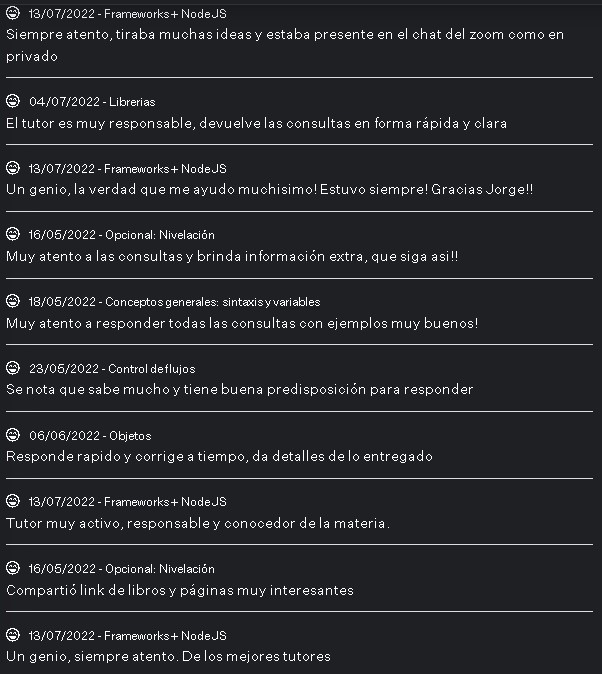 13/07/2022 - Frameworks + NodeJS
Siempre atento, tiraba muchas ideas y estaba presente en el chat del zoom como en
privado
04/07/2022 - Librerias
El tutor es muy responsable, devuelve las consultas en forma rápida y clara
13/07/2022 - Frameworks + NodeJS
Un genio, la verdad que me ayudo muchisimo! Estuvo siempre! Gracias Jorge!!
16/05/2022 - Opcional: Nivelación
Muy atento a las consultas y brinda información extra, que siga asi!!
18/05/2022 - Conceptos generales: sintaxis y variables
Muy atento a responder todas las consultas con ejemplos muy buenos!
23/05/2022 - Control de flujos
Se nota que sabe mucho y tiene buena predisposición para responder
06/06/2022 - Objetos
Responde rapido y corrige a tiempo, da detalles de lo entregado
13/07/2022 - Frameworks + NodeJS
Tutor muy activo, responsable y conocedor de la materia.
16/05/2022 - Opcional: Nivelación
Compartió link de libros y páginas muy interesantes
13/07/2022 - Frameworks + NodeJS
Un genio, siempre atento. De los mejores tutores